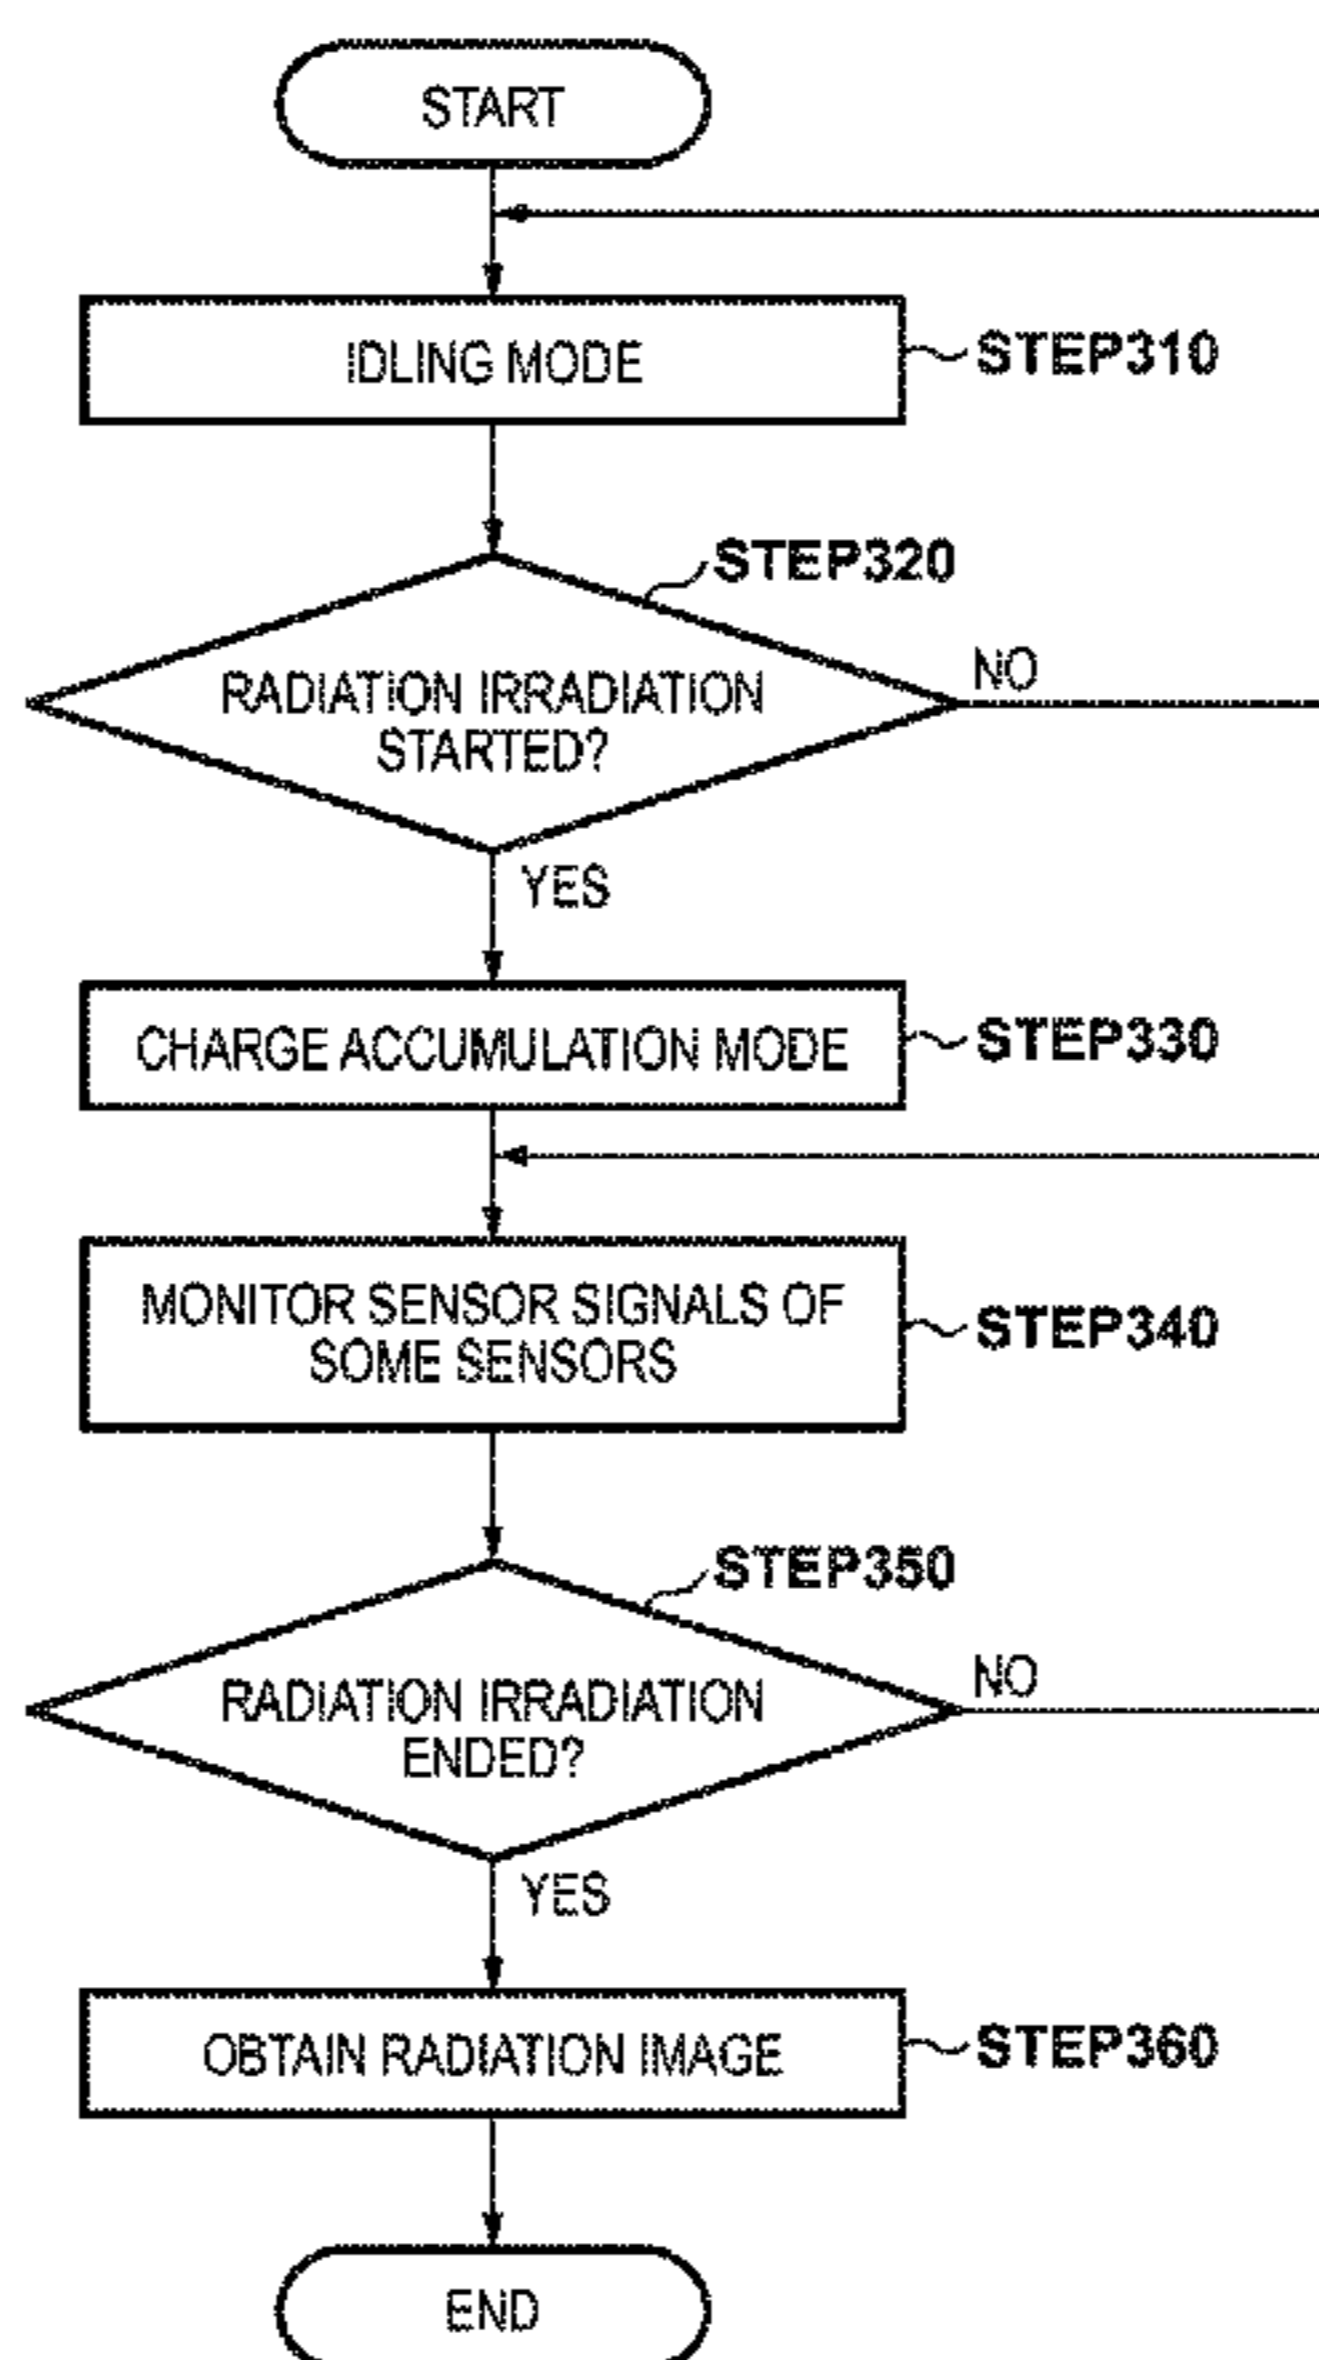 START
IDLING MODE
STEP310
STEP320
RADIATION IRRADIATION
STARTED?
NO
YES
CHARGE ACCUMULATION MODE
STEP330
MONITOR SENSOR SIGNALS OF
SOME SENSORS
STEP340
STEP350
RADIATION IRRADIATION
ENDED?
NO
YES
OBTAIN RADIATION IMAGE
STEP360
END